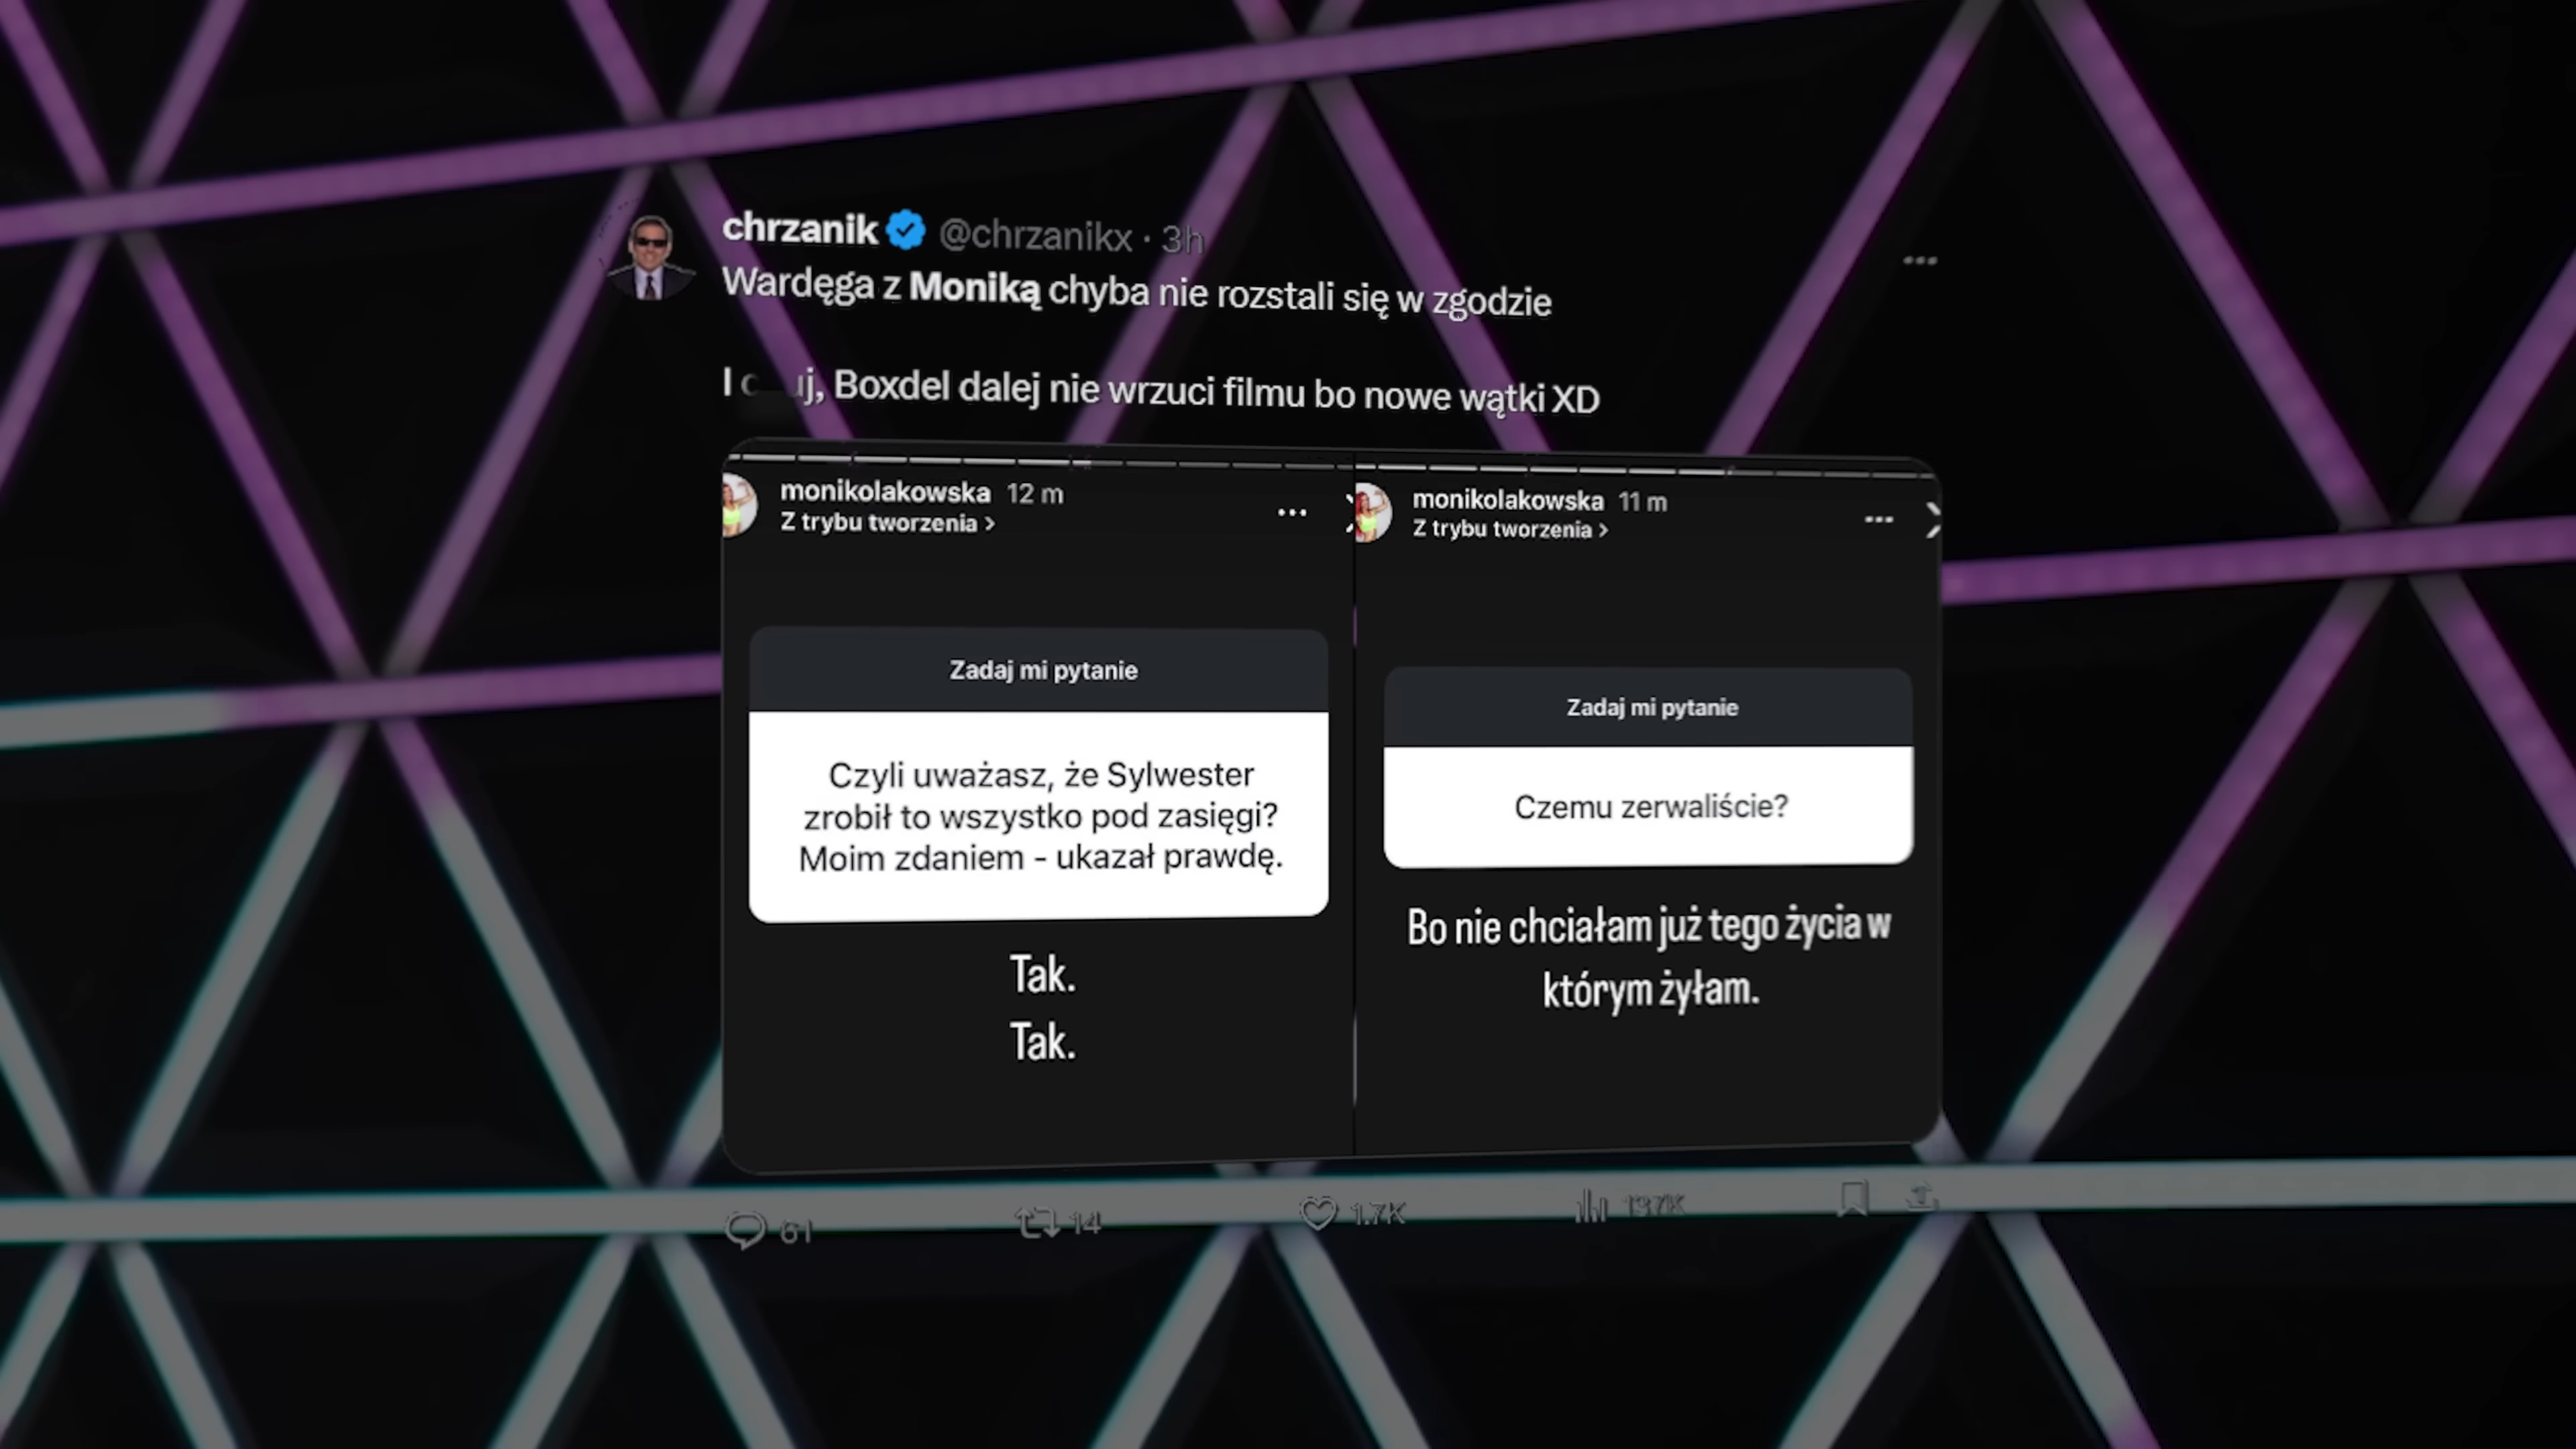 chrzanik @chrzanikx · 3h
Wardęga z Moniką chyba nie rozstali się w zgodzie
I, Boxdel dalej nie wrzuci filmu bo nowe wątki XD
monikolakowska 12 m
Z trybu tworzenia >
Zadaj mi pytanie
Czyli uważasz, że Sylwester
zrobił to wszystko pod zasięgi?
Moim zdaniem - ukazał prawdę.
Tak.
Tak.
monikolakowska 11 m
Z trybu tworzenia >
Zadaj mi pytanie
Czemu zerwaliście?
Bo nie chciałam już tego życia w
którym żyłam.
61 14 1.7K